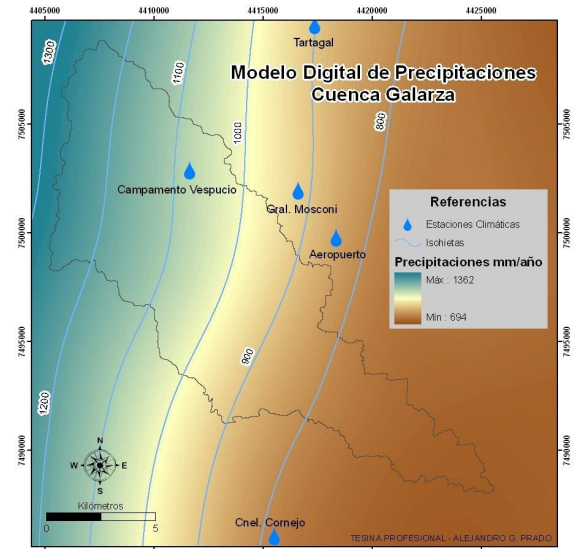 4405000 4410000 4415000 4420000 4425000
Tartagal
Modelo Digital de Precipitaciones
Cuenca Galarza
1300
1100
1000
800
7505000
7505000
Campamento Vespucio
Gral. Mosconi
Aeropuerto
7500000
7500000
Referencias
Estaciones Climáticas
Isohietas
Precipitaciones mm/año
Máx : 1362
Mín : 694
7495000
7495000
900
1200
7490000
7490000
N
W E
S
Kilómetros
0 5
Cnel. Cornejo
TESINA PROFESIONAL - ALEJANDRO G. PRADO